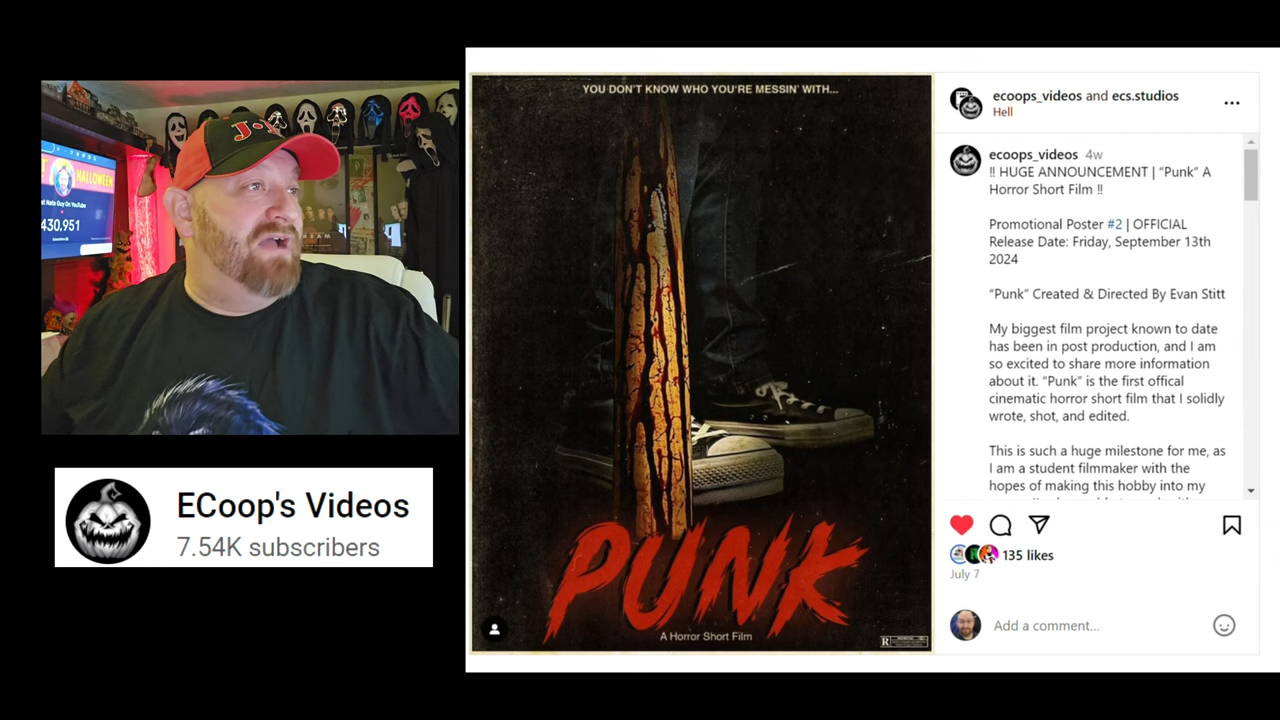 J
HALLOWEEN
at Nate Guy On YouTube
430,951
ECoop's Videos
7.54K subscribers
YOU DON'T KNOW WHO YOU'RE MESSIN' WITH...
PUNK
A Horror Short Film
R
ecoops_videos and ecs.studios
Hell
ecoops_videos 4w
‼ HUGE ANNOUNCEMENT | “Punk” A
Horror Short Film ‼
Promotional Poster #2 | OFFICIAL
Release Date: Friday, September 13th
2024
“Punk” Created & Directed By Evan Stitt
My biggest film project known to date
has been in post production, and I am
so excited to share more information
about it. “Punk” is the first offical
cinematic horror short film that I solidly
wrote, shot, and edited.
This is such a huge milestone for me, as
I am a student filmmaker with the
hopes of making this hobby into my
135 likes
July 7
Add a comment...